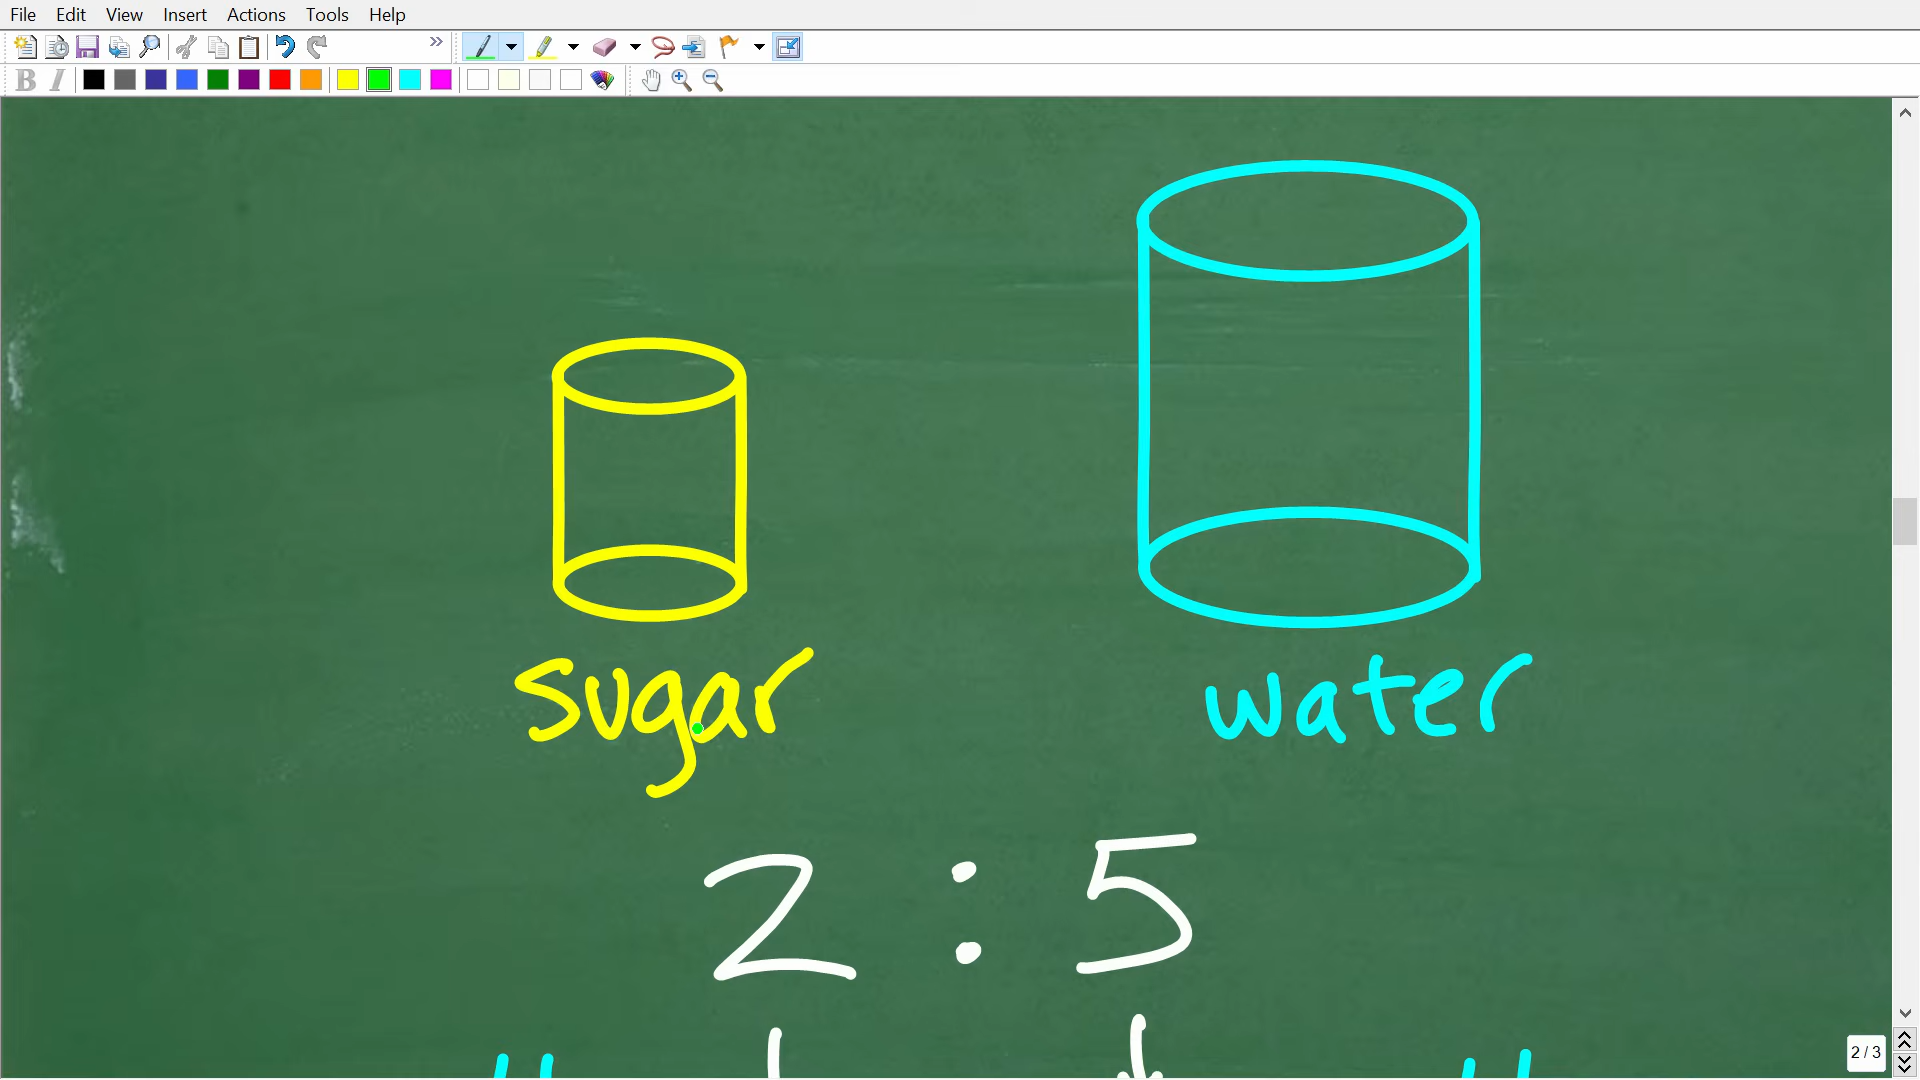 File Edit View Insert Actions Tools Help
B I
sugar water
2 : 5
2 / 3